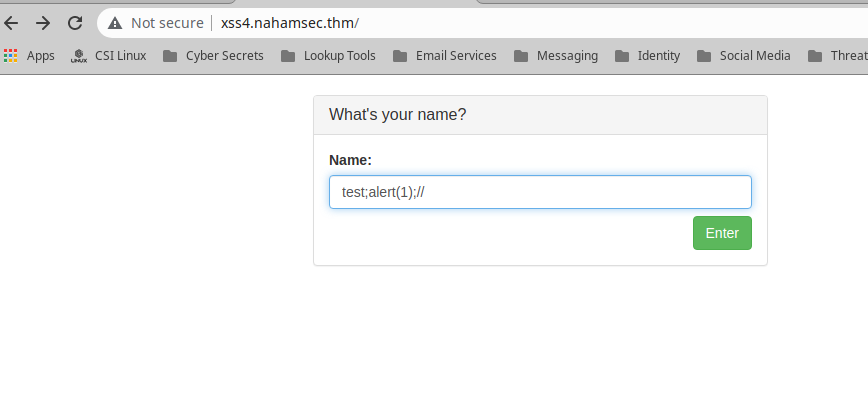 Not secure | xss4.nahamsec.thm/
Apps CSI Linux Cyber Secrets Lookup Tools Email Services Messaging Identity Social Media Threat
What's your name?
Name:
test;alert(1);//
Enter